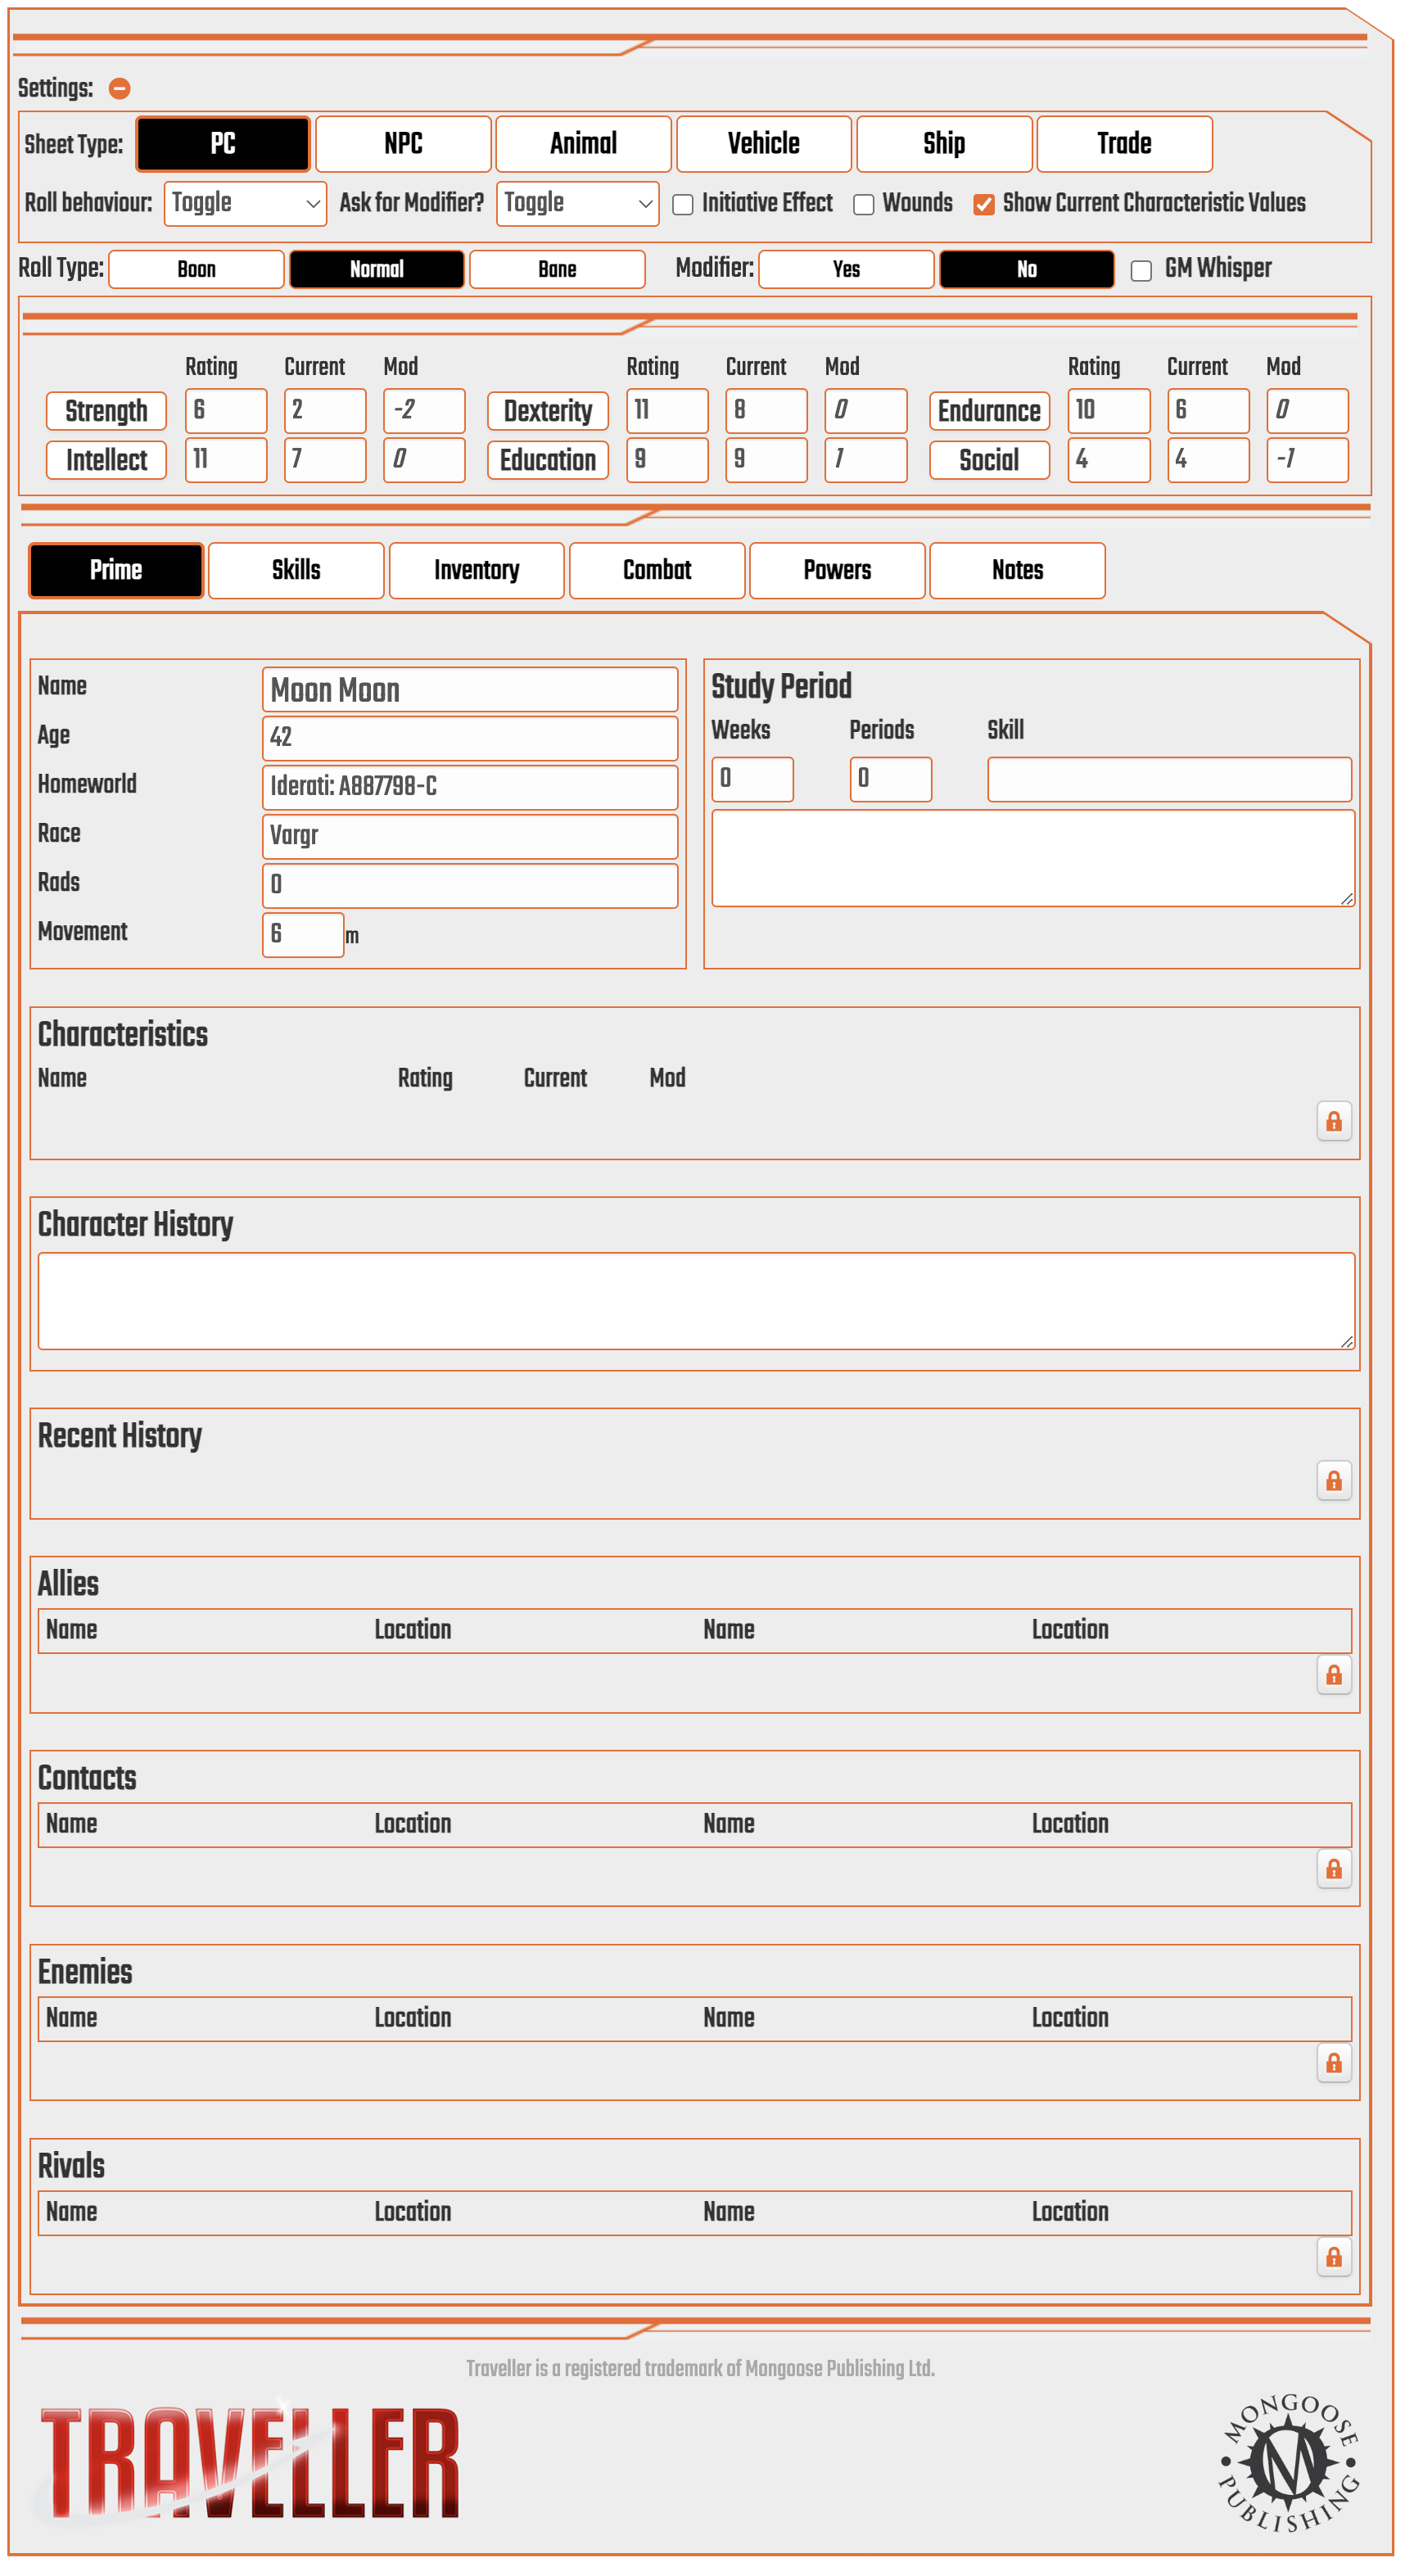 Settings:
Sheet Type: PC NPC Animal Vehicle Ship Trade
Roll behaviour: Toggle Ask for Modifier? Toggle Initiative Effect Wounds Show Current Characteristic Values
Roll Type: Boon Normal Bane Modifier: Yes No GM Whisper
Rating Current Mod Rating Current Mod Rating Current Mod
Strength 6 2 -2 Dexterity 11 8 0 Endurance 10 6 0
Intellect 11 7 0 Education 9 9 1 Social 4 4 -1
Prime Skills Inventory Combat Powers Notes
Name Moon Moon
Age 42
Homeworld Iderati: A887798-C
Race Vargr
Rads 0
Movement 6 m
Study Period
Weeks Periods Skill
0 0
Characteristics
Name Rating Current Mod
Character History
Recent History
Allies
Name Location Name Location
Contacts
Name Location Name Location
Enemies
Name Location Name Location
Rivals
Name Location Name Location
Traveller is a registered trademark of Mongoose Publishing Ltd.
TRAVELLER
MONGOOSE
M
PUBLISHING